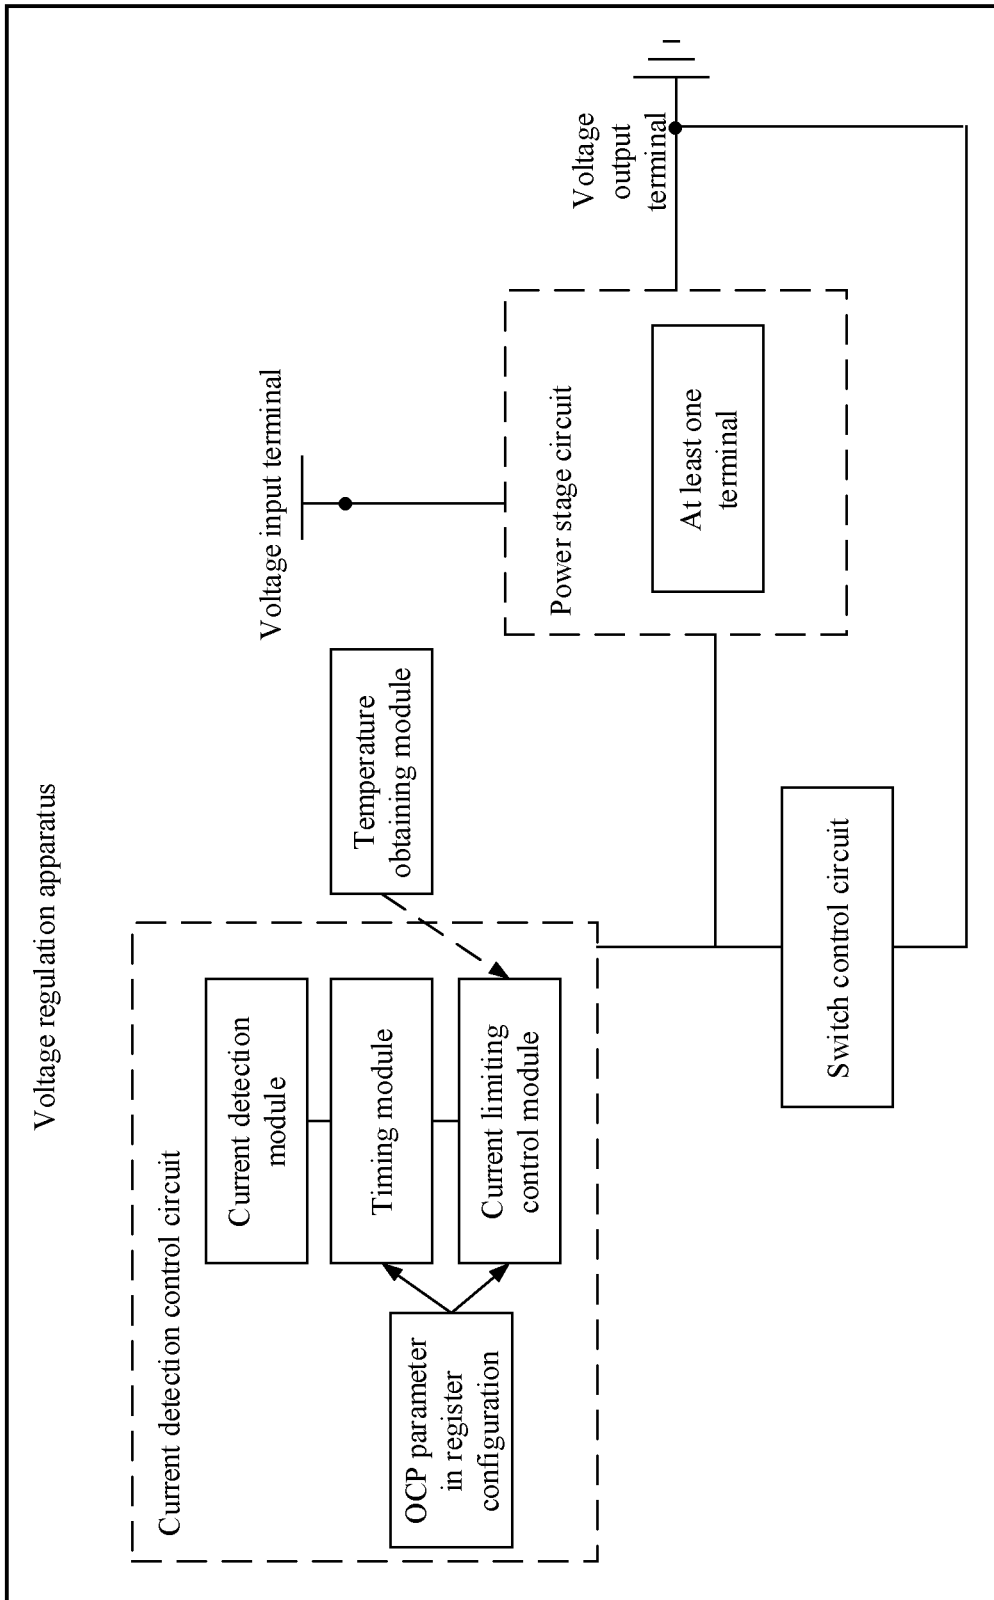 Voltage regulation apparatus
Current detection control circuit
Current detection
module
Timing module
Current limiting
control module
OCP parameter
in register
configuration
Temperature
obtaining module
Voltage input terminal
Power stage circuit
At least one
terminal
Voltage
output
terminal
Switch control circuit